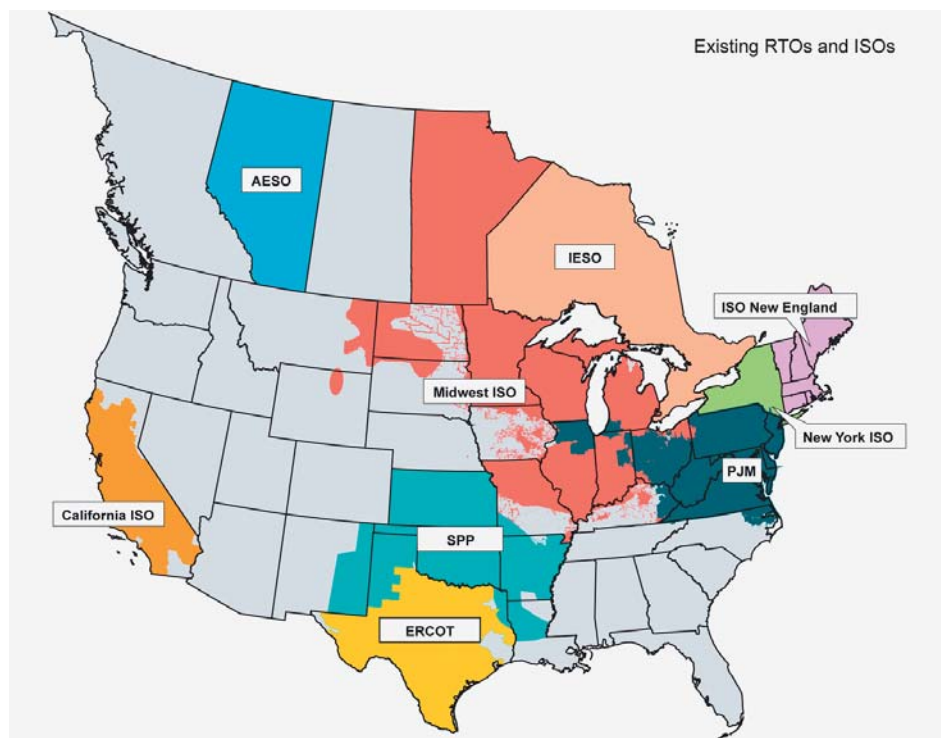 Existing RTOs and ISOs
AESO
IESO
ISO New England
Midwest ISO
New York ISO
PJM
California ISO
SPP
ERCOT